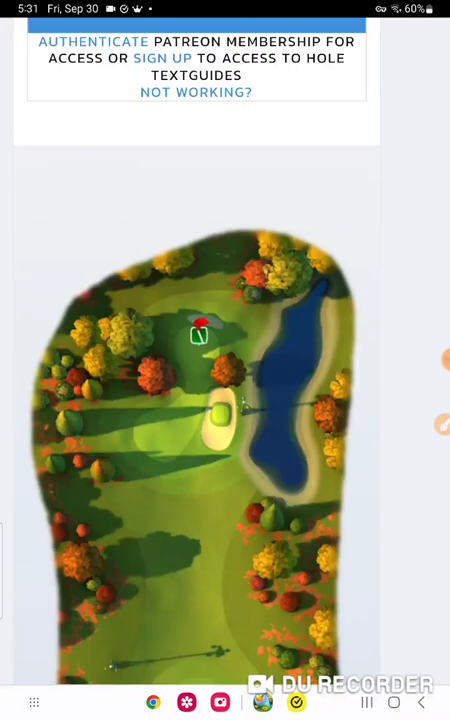 5:31 Fri, Sep 30
60%
AUTHENTICATE PATREON MEMBERSHIP FOR
ACCESS OR SIGN UP TO ACCESS TO HOLE
TEXTGUIDES
NOT WORKING?
DU RECORDER